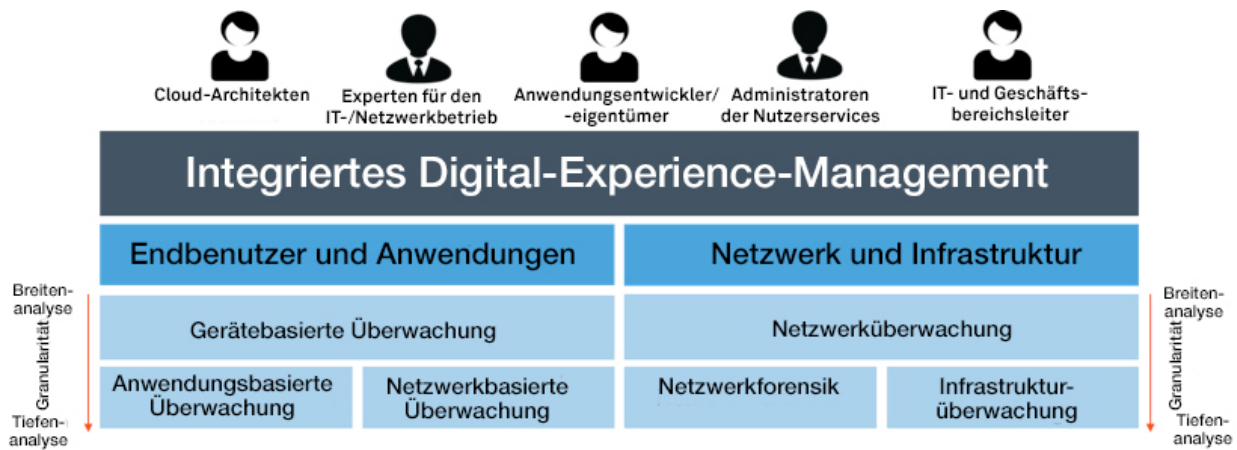 Cloud-Architekten
Experten für den
IT-/Netzwerkbetrieb
Anwendungsentwickler/
-eigentümer
Administratoren
der Nutzerservices
IT- und Geschäfts-
bereichsleiter
Integriertes Digital-Experience-Management
Endbenutzer und Anwendungen
Netzwerk und Infrastruktur
Breiten-
analyse
Granularität
Tiefen-
analyse
Gerätebasierte Überwachung
Netzwerküberwachung
Anwendungsbasierte
Überwachung
Netzwerkbasierte
Überwachung
Netzwerkforensik
Infrastruktur-
überwachung
Breiten-
analyse
Granularität
Tiefen-
analyse